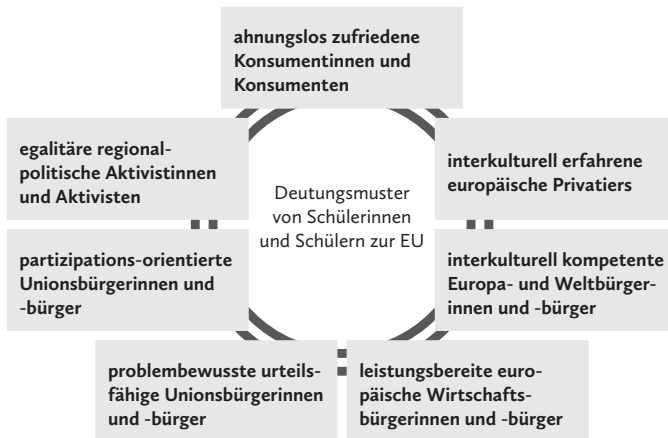 ahnungslos zufriedene
Konsumentinnen und
Konsumenten
egalitäre regional-
politische Aktivistinnen
und Aktivisten
interkulturell erfahrene
europäische Privatiers
Deutungsmuster
von Schülerinnen
und Schülern zur EU
partizipations-orientierte
Unionsbürgerinnen und
-bürger
interkulturell kompetente
Europa- und Weltbürger-
innen und -bürger
problembewusste urteils-
fähige Unionsbürgerinnen
und -bürger
leistungsbereite euro-
päische Wirtschafts-
bürgerinnen und -bürger